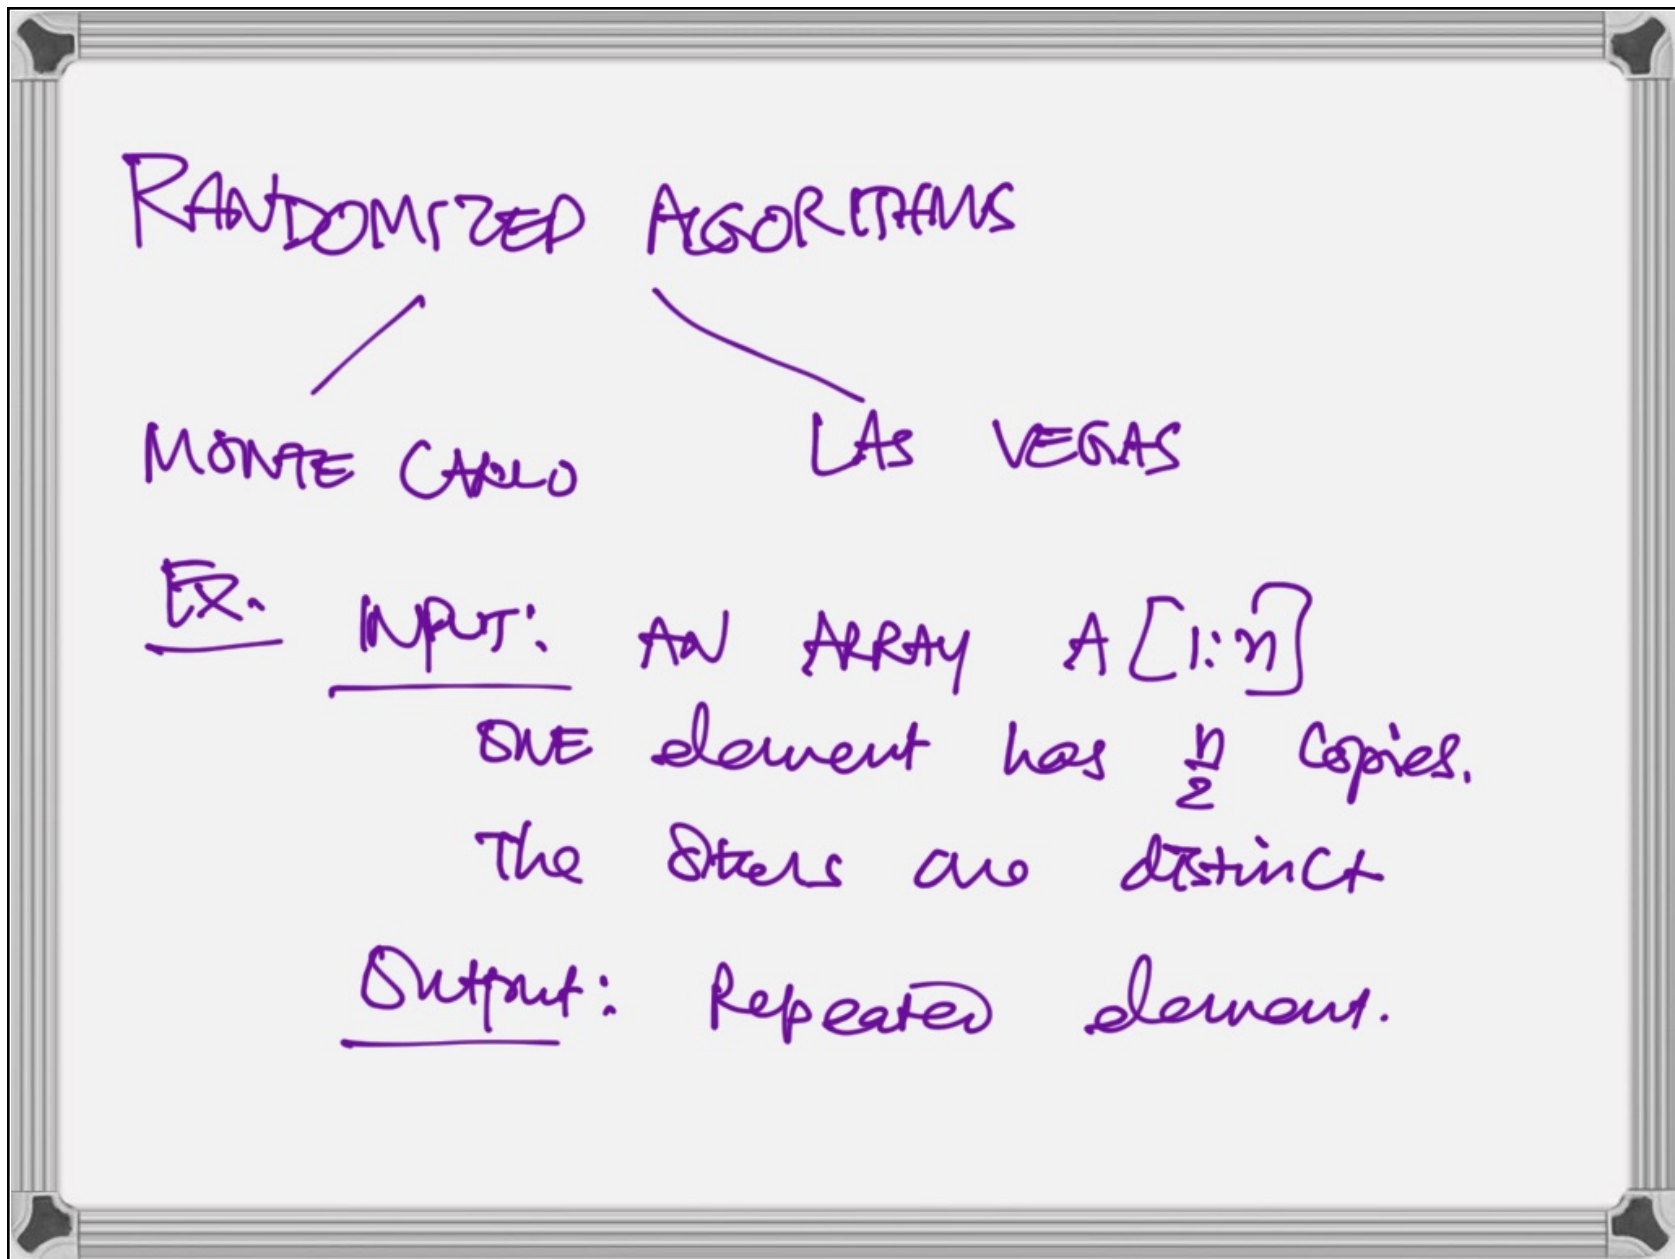 RANDOMIZED ALGORITHMS
MONTE CARLO LAS VEGAS
Ex. INPUT: AN ARRAY A[1:n]
ONE element has n/2 copies.
The Others are distinct
Output: Repeated element.